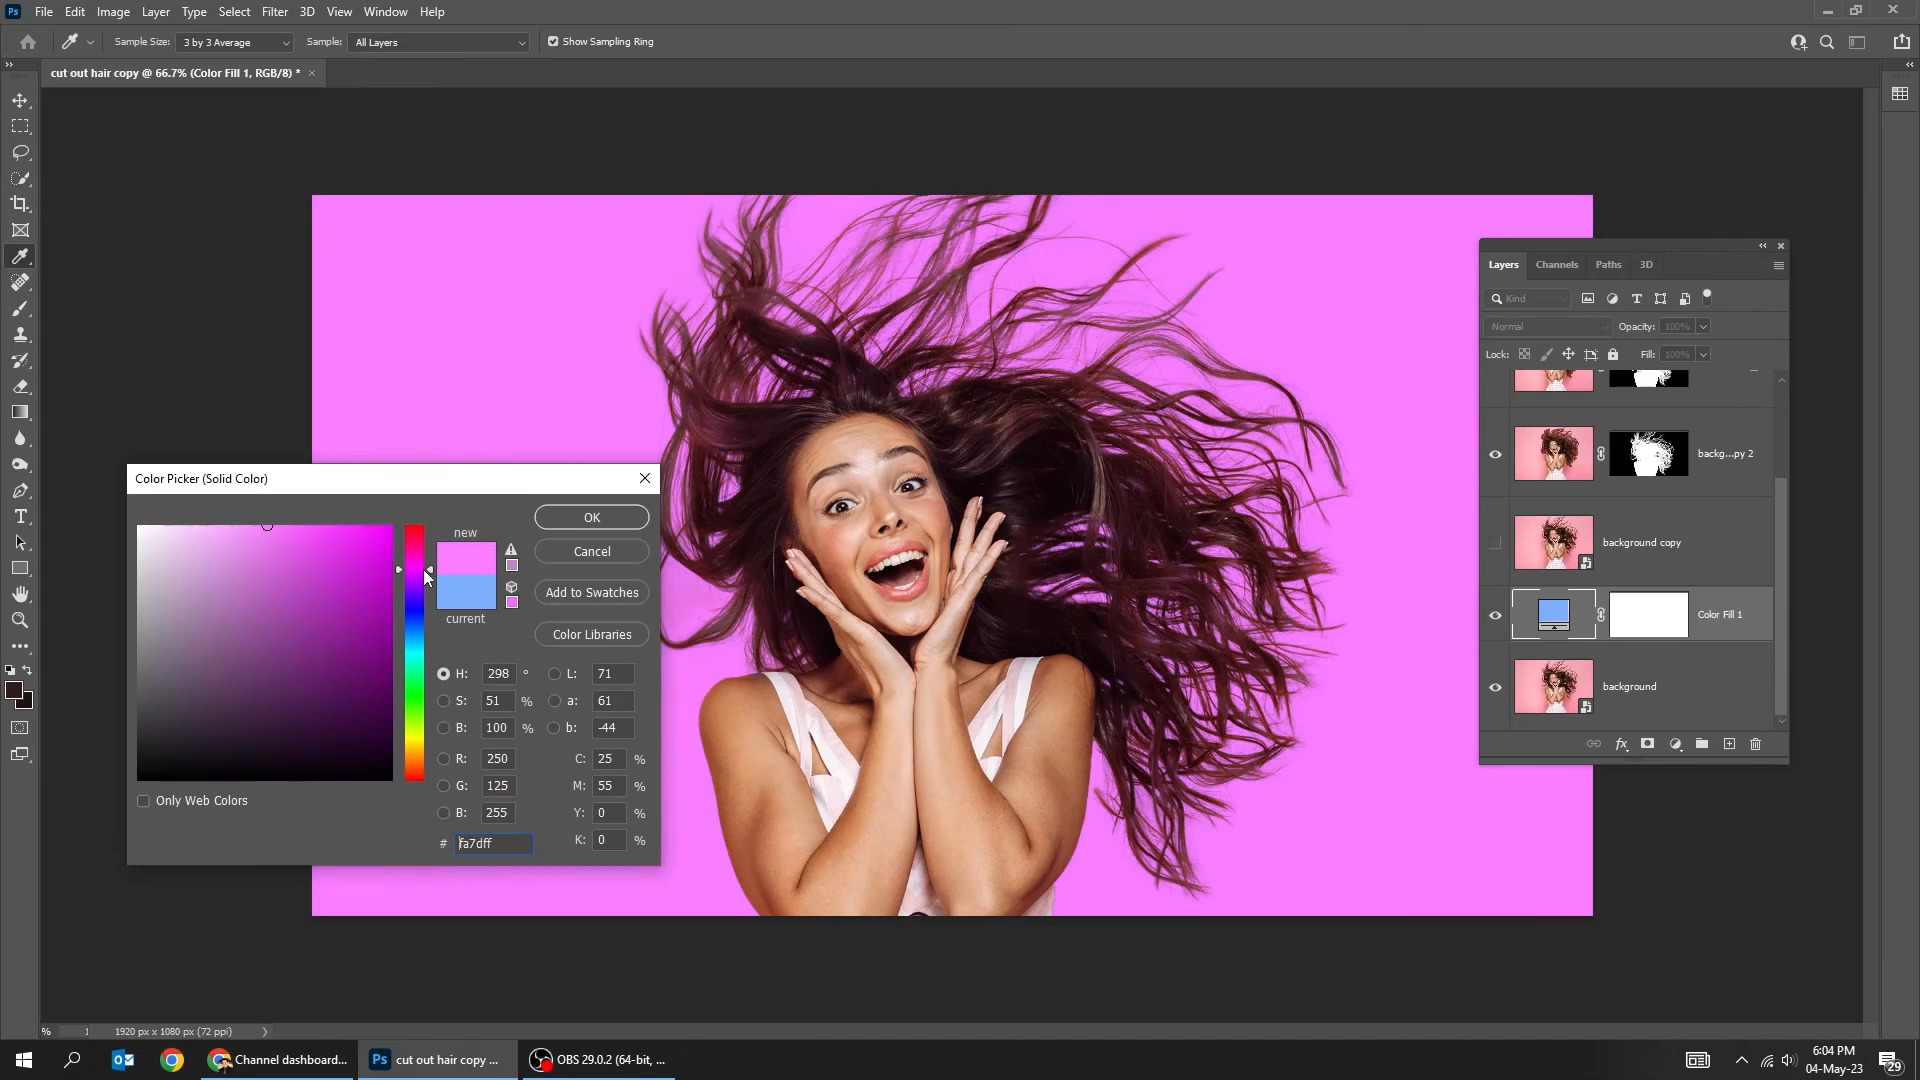 Ps File Edit Image Layer Type Select Filter 3D View Window Help
Sample Size: 3 by 3 Average Sample: All Layers Show Sampling Ring
cut out hair copy @ 66.7% (Color Fill 1, RGB/8) *
Layers Channels Paths 3D
Kind
Normal Opacity: 100%
Lock: Fill: 100%
backg...py 2
background copy
Color Fill 1
background
fx
Color Picker (Solid Color)
new
current
OK
Cancel
Add to Swatches
Color Libraries
H: 298 ° L: 71
S: 51 % a: 61
B: 100 % b: -44
R: 250 C: 25 %
G: 125 M: 55 %
B: 255 Y: 0 %
# fa7dff K: 0 %
Only Web Colors
% 1 1920 px x 1080 px (72 ppi)
Channel dashboard...
Ps cut out hair copy ...
OBS 29.0.2 (64-bit, ...
6:04 PM
04-May-23
29